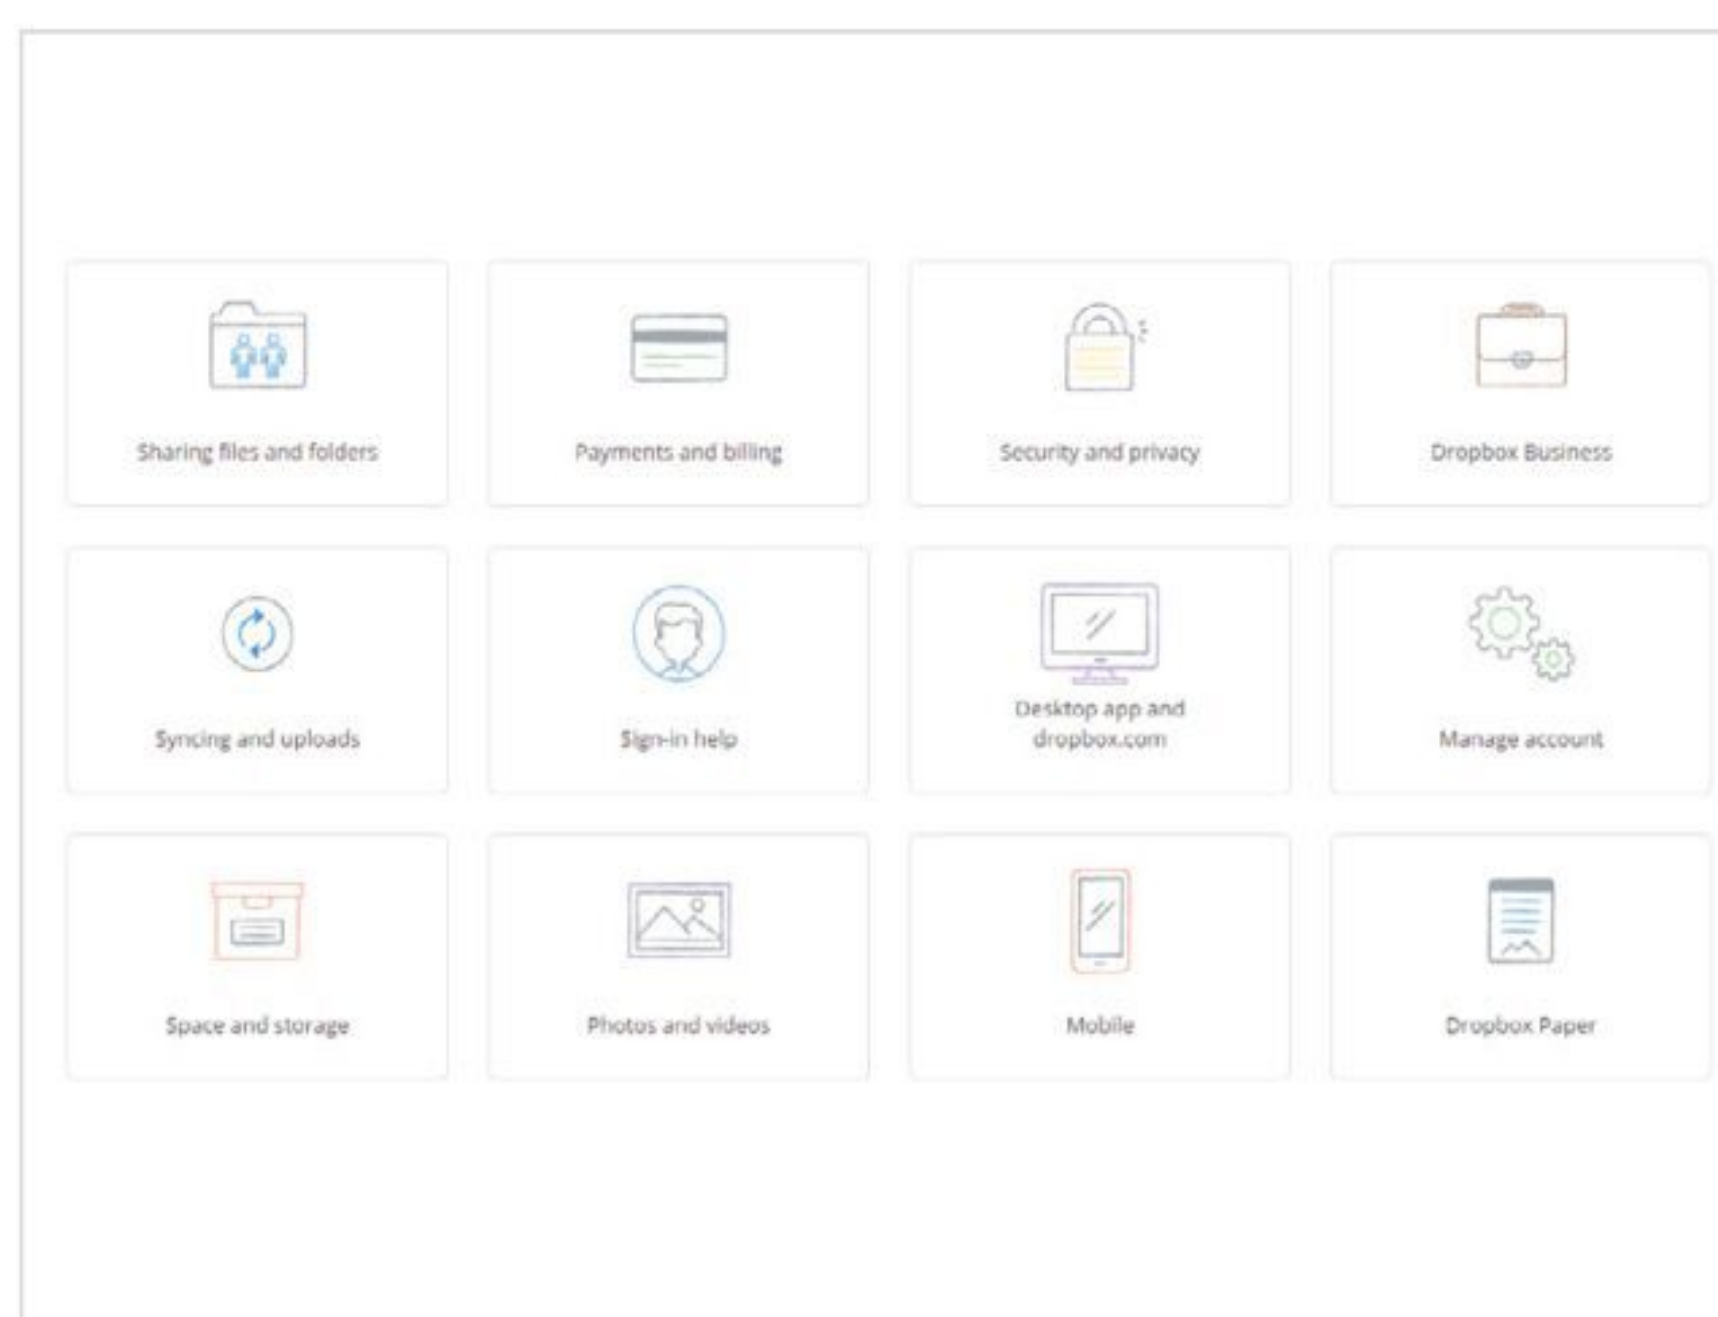 Sharing files and folders
Payments and billing
Security and privacy
Dropbox Business
Syncing and uploads
Sign-in help
Desktop app and
dropbox.com
Manage account
Space and storage
Photos and videos
Mobile
Dropbox Paper